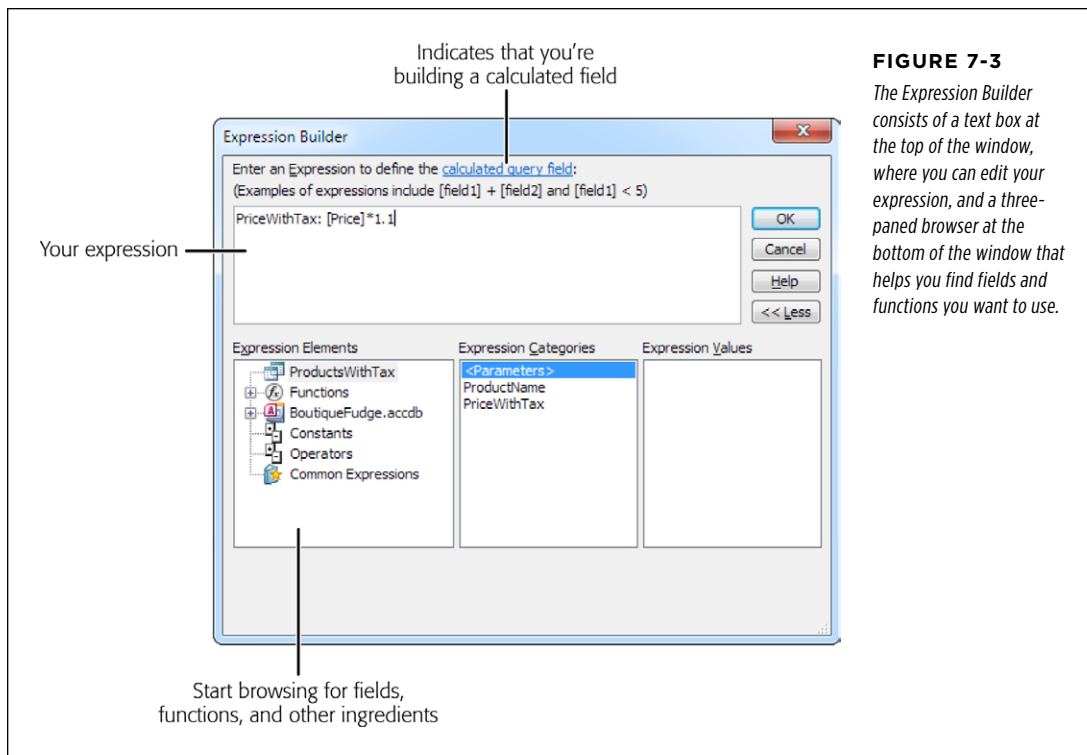 Indicates that you're
building a calculated field
FIGURE 7-3
The Expression Builder
consists of a text box at
the top of the window,
where you can edit your
expression, and a three-
paned browser at the
bottom of the window that
helps you find fields and
functions you want to use.
Expression Builder
Enter an Expression to define the calculated query field:
(Examples of expressions include [field1] + [field2] and [field1] < 5)
PriceWithTax: [Price]*1.1
OK
Cancel
Help
<< Less
Your expression
Expression Elements
ProductsWithTax
Functions
BoutiqueFudge.accdb
Constants
Operators
Common Expressions
Expression Categories
<Parameters>
ProductName
PriceWithTax
Expression Values
Start browsing for fields,
functions, and other ingredients